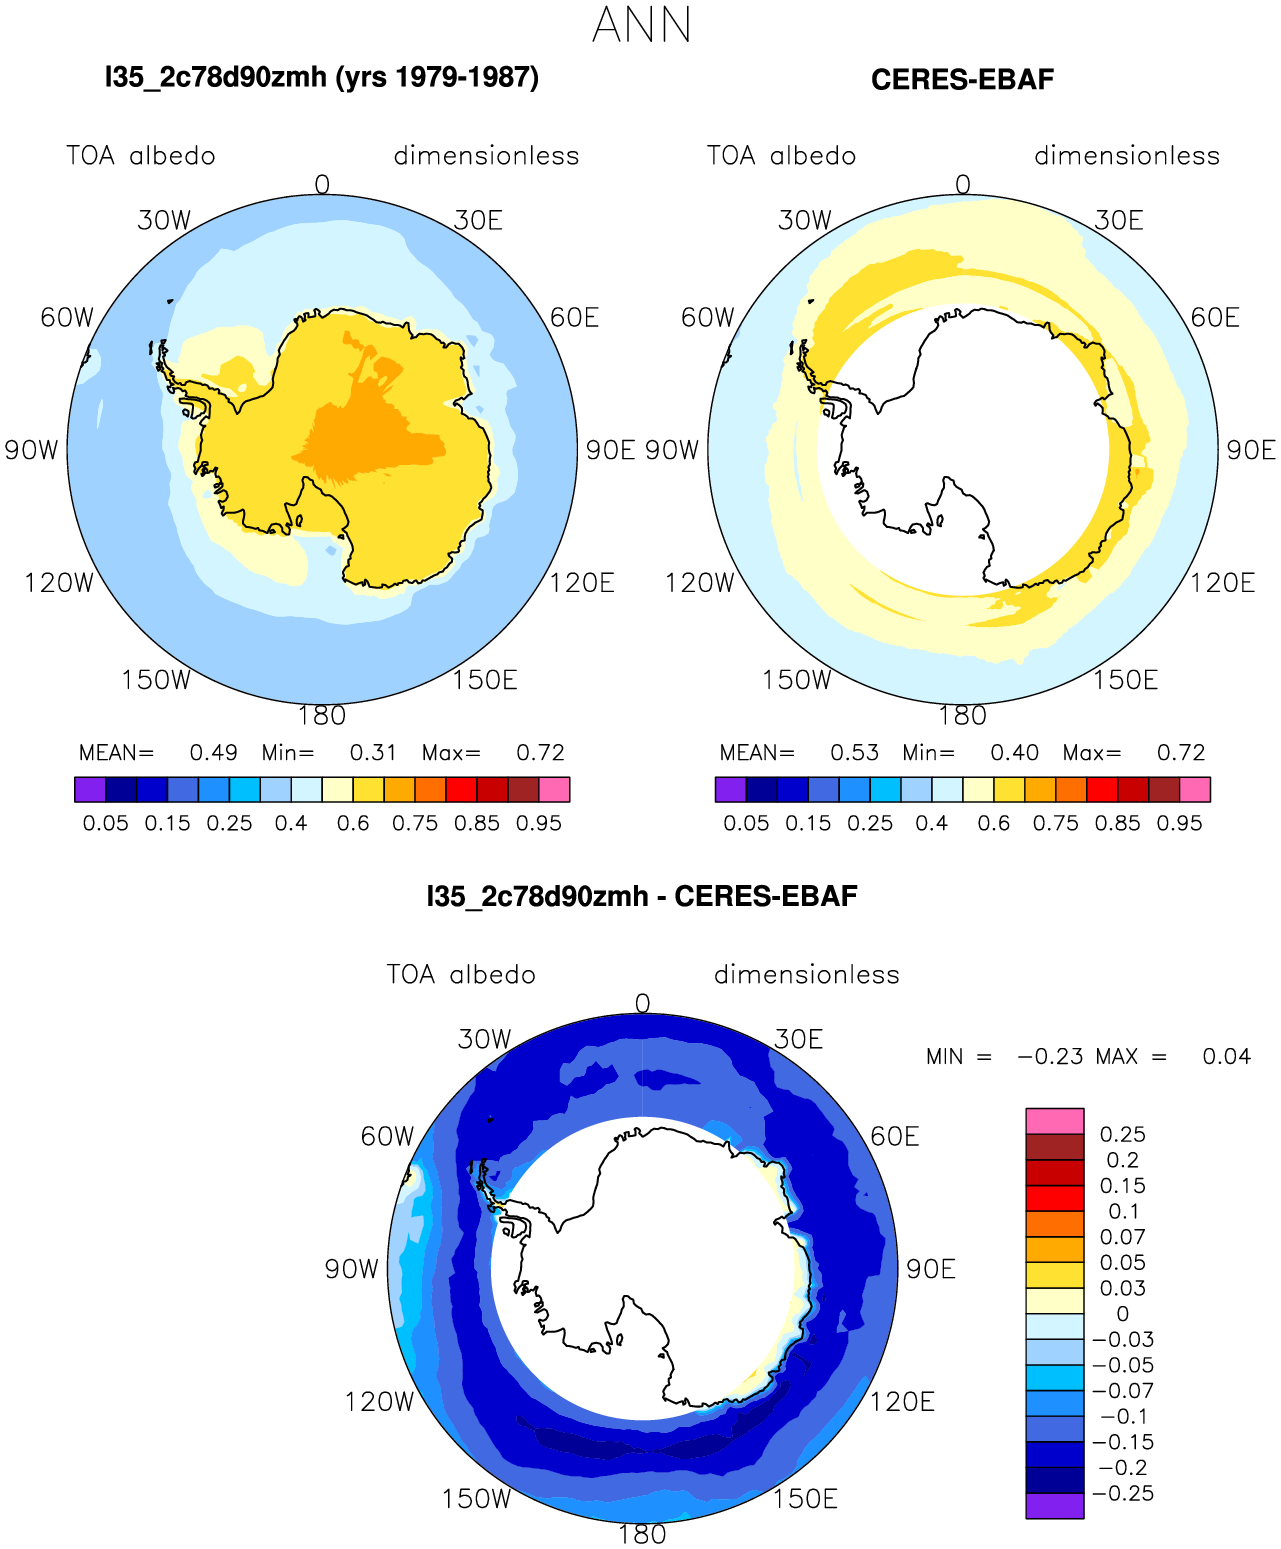 ANN
I35_2c78d90zmh (yrs 1979-1987)
CERES-EBAF
TOA albedo dimensionless
TOA albedo dimensionless
0
30W 30E
60W 60E
90W 90E
120W 120E
150W 150E
180
0
30W 30E
60W 60E
90W 90E
120W 120E
150W 150E
180
MEAN= 0.49 Min= 0.31 Max= 0.72
0.05 0.15 0.25 0.4 0.6 0.75 0.85 0.95
MEAN= 0.53 Min= 0.40 Max= 0.72
0.05 0.15 0.25 0.4 0.6 0.75 0.85 0.95
I35_2c78d90zmh - CERES-EBAF
TOA albedo dimensionless
0
30W 30E
60W 60E
90W 90E
120W 120E
150W 150E
180
MIN = −0.23 MAX = 0.04
0.25
0.2
0.15
0.1
0.07
0.05
0.03
0
−0.03
−0.05
−0.07
−0.1
−0.15
−0.2
−0.25